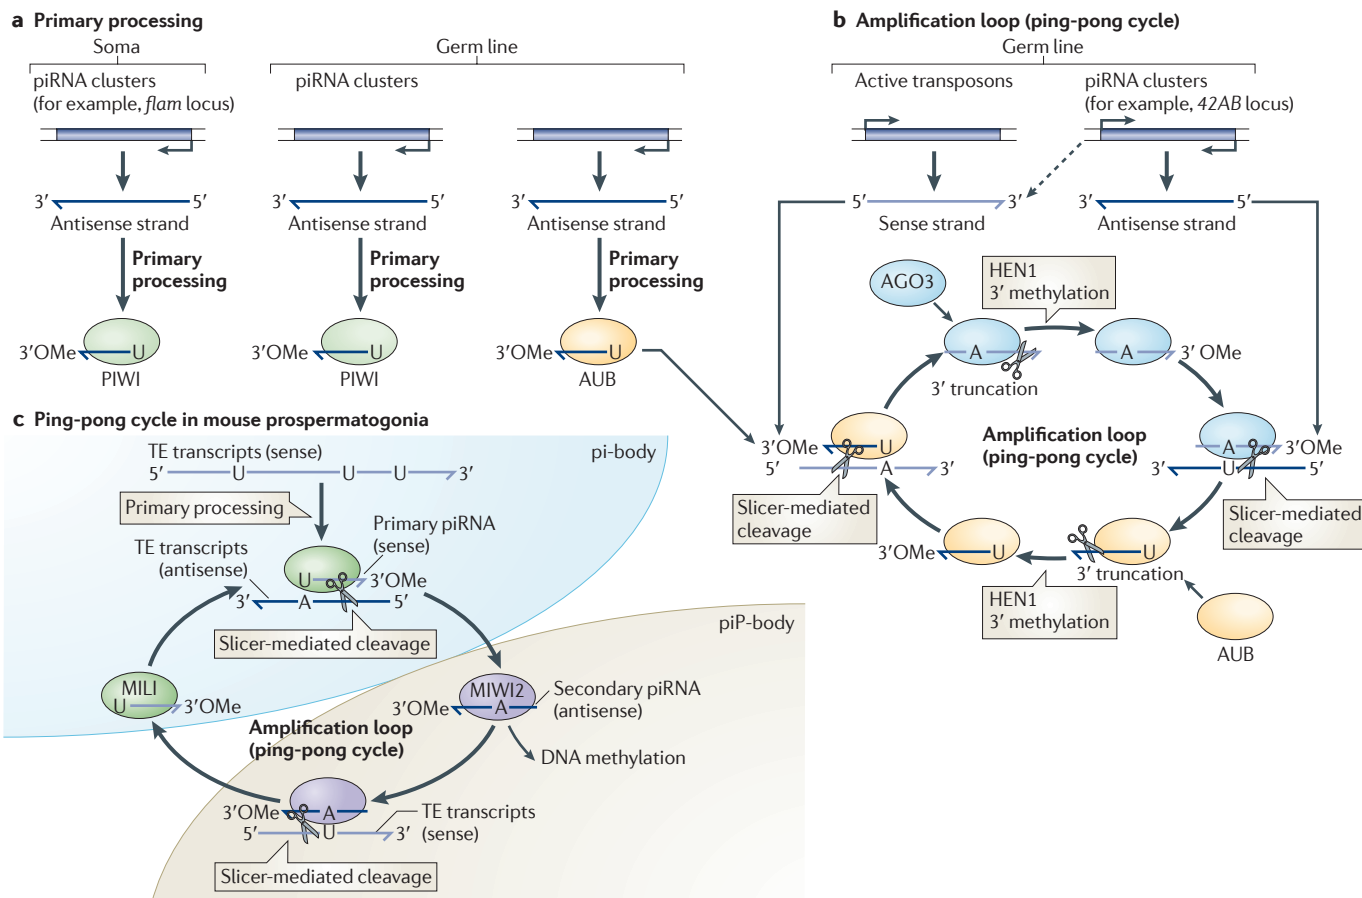 a Primary processing
Soma
Germ line
piRNA clusters
(for example, flam locus)
piRNA clusters
3′ 5′
Antisense strand
3′ 5′
Antisense strand
3′ 5′
Antisense strand
Primary
processing
Primary
processing
Primary
processing
3′OMe U
PIWI
3′OMe U
PIWI
3′OMe U
AUB
b Amplification loop (ping-pong cycle)
Germ line
Active transposons
piRNA clusters
(for example, 42AB locus)
5′ 3′
Sense strand
3′ 5′
Antisense strand
AGO3
HEN1
3′ methylation
A
3′ truncation
A 3′ OMe
3′OMe U
5′ A 3′
Slicer-mediated
cleavage
Amplification loop
(ping-pong cycle)
A 3′OMe
3′ U 5′
Slicer-mediated
cleavage
3′OMe U
U
3′ truncation
HEN1
3′ methylation
AUB
c Ping-pong cycle in mouse prospermatogonia
TE transcripts (sense)
pi-body
5′ U U U 3′
Primary processing
Primary piRNA
(sense)
TE transcripts
(antisense)
U 3′OMe
3′ A 5′
Slicer-mediated cleavage
piP-body
MILI
U 3′OMe
MIWI2
3′OMe A
Secondary piRNA
(antisense)
Amplification loop
(ping-pong cycle)
DNA methylation
3′OMe A
5′ U 3′
TE transcripts
(sense)
Slicer-mediated cleavage